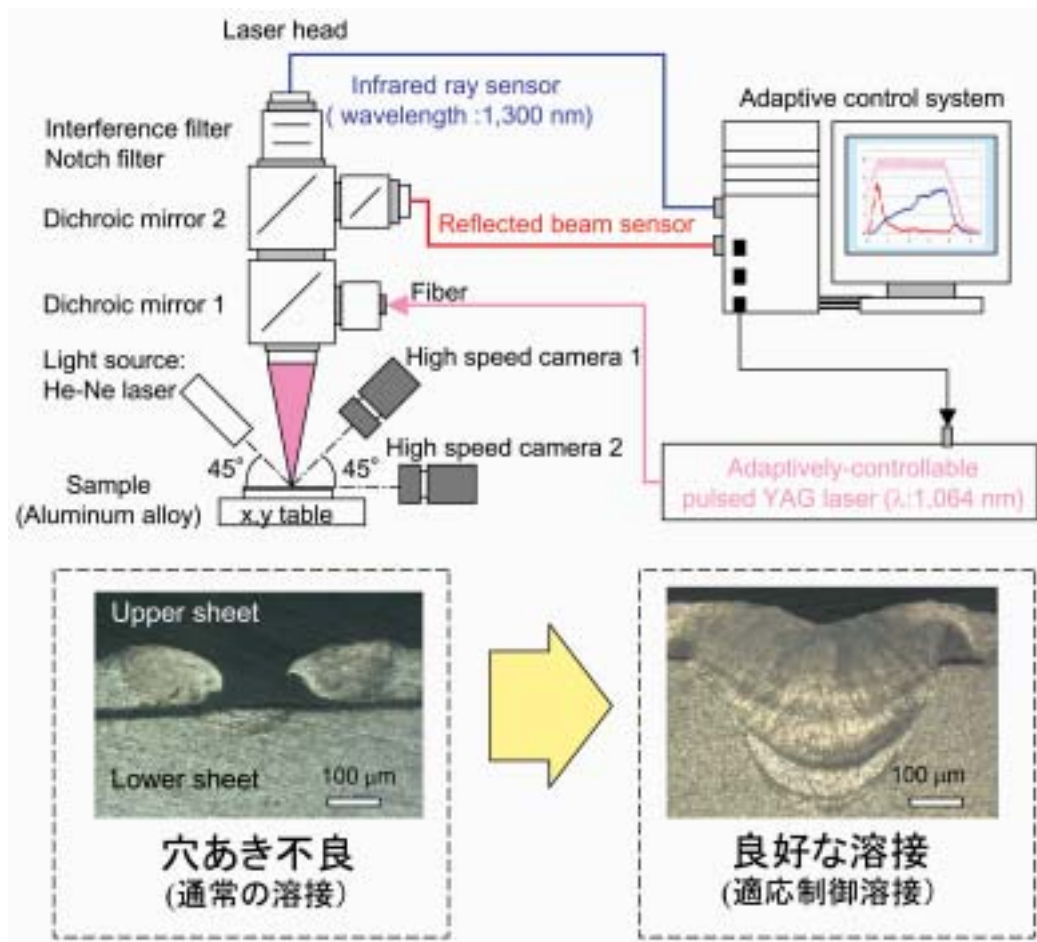 Laser head
Infrared ray sensor
( wavelength :1,300 nm)
Adaptive control system
Interference filter
Notch filter
Dichroic mirror 2
Reflected beam sensor
Dichroic mirror 1
Fiber
Light source:
He-Ne laser
High speed camera 1
High speed camera 2
45°
45°
Sample
(Aluminum alloy)
x,y table
Adaptively-controllable
pulsed YAG laser (λ:1,064 nm)
Upper sheet
Lower sheet
100 μm
穴あき不良
(通常の溶接)
100 μm
良好な溶接
(適応制御溶接)